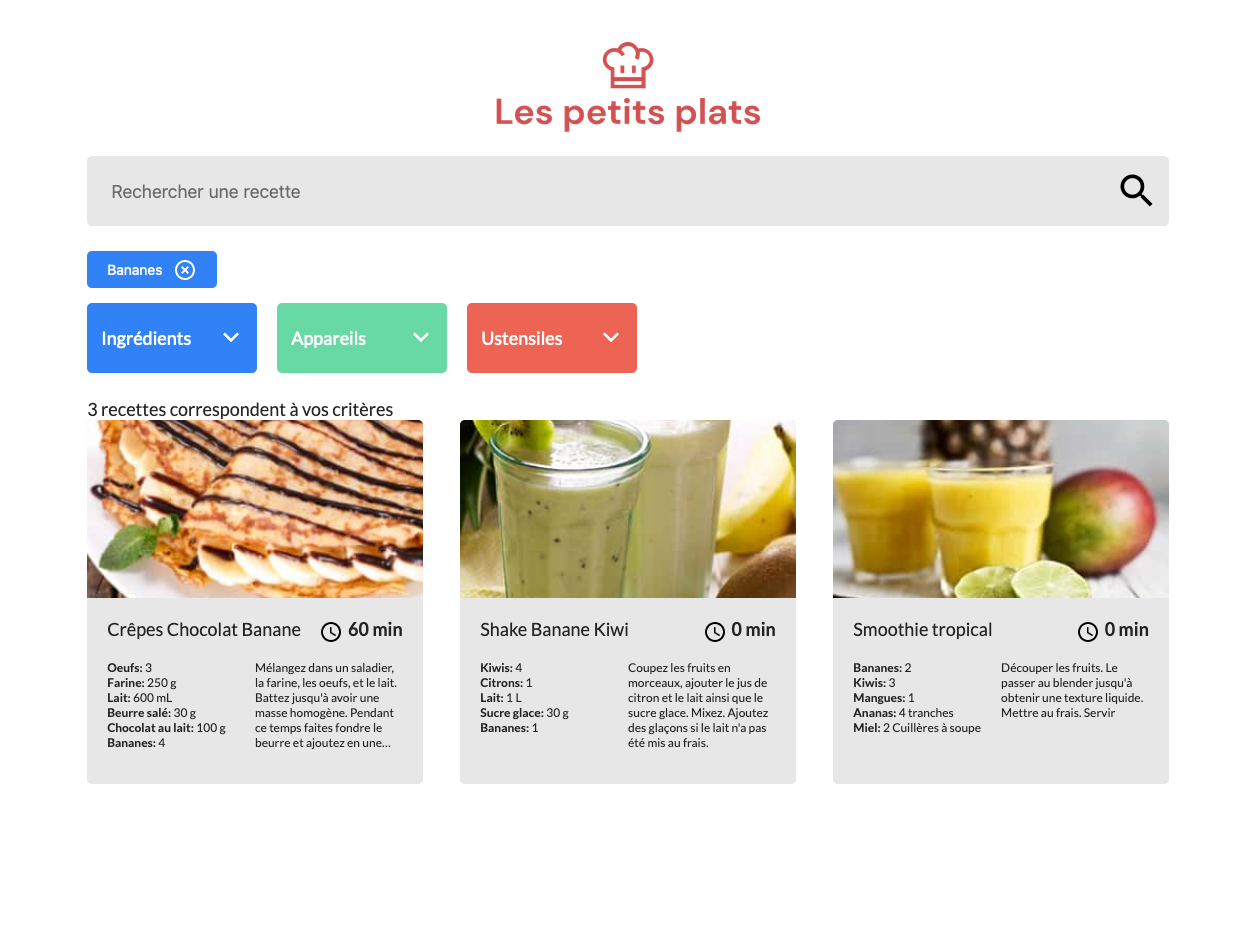 Les petits plats
Rechercher une recette
Bananes
Ingrédients
Appareils
Ustensiles
3 recettes correspondent à vos critères
Crêpes Chocolat Banane
60 min
Oeufs: 3
Farine: 250 g
Lait: 600 mL
Beurre salé: 30 g
Chocolat au lait: 100 g
Bananes: 4
Mélangez dans un saladier,
la farine, les oeufs, et le lait.
Battez jusqu'à avoir une
masse homogène. Pendant
ce temps faites fondre le
beurre et ajoutez en une...
Shake Banane Kiwi
0 min
Kiwis: 4
Citrons: 1
Lait: 1 L
Sucre glace: 30 g
Bananes: 1
Coupez les fruits en
morceaux, ajouter le jus de
citron et le lait ainsi que le
sucre glace. Mixez. Ajoutez
des glaçons si le lait n'a pas
été mis au frais.
Smoothie tropical
0 min
Bananes: 2
Kiwis: 3
Mangues: 1
Ananas: 4 tranches
Miel: 2 Cuillères à soupe
Découper les fruits. Le
passer au blender jusqu'à
obtenir une texture liquide.
Mettre au frais. Servir